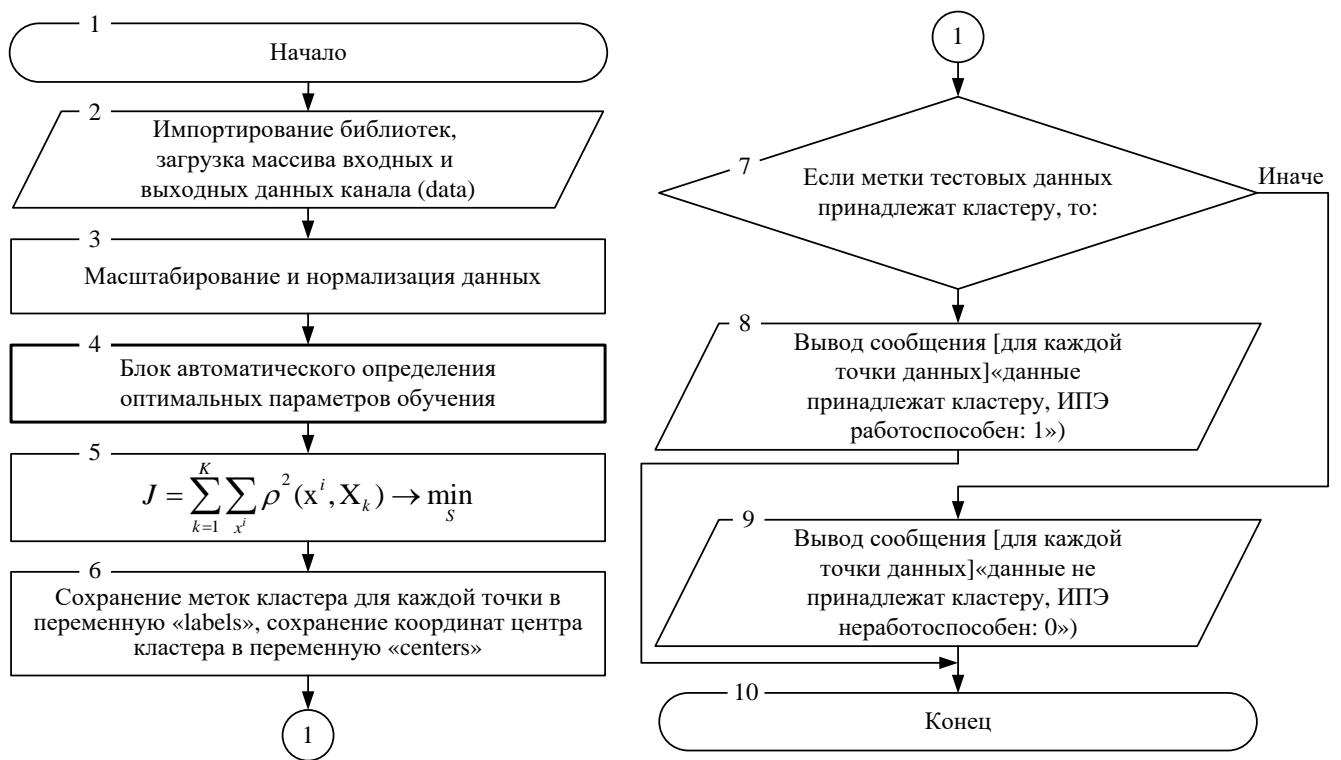 1
Начало
2
Импортирование библиотек,
загрузка массива входных и
выходных данных канала (data)
3
Масштабирование и нормализация данных
4
Блок автоматического определения
оптимальных параметров обучения
5
J = ∑_{k=1}^{K} ∑_{x^i} ρ^2 (x^i, X_k) → min_S
6
Сохранение меток кластера для каждой точки в
переменную «labels», сохранение координат центра
кластера в переменную «centers»
1
1
7
Если метки тестовых данных
принадлежат кластеру, то:
Иначе
8
Вывод сообщения [для каждой
точки данных]«данные
принадлежат кластеру, ИПЭ
работоспособен: 1»)
9
Вывод сообщения [для каждой
точки данных]«данные не
принадлежат кластеру, ИПЭ
неработоспособен: 0»)
10
Конец